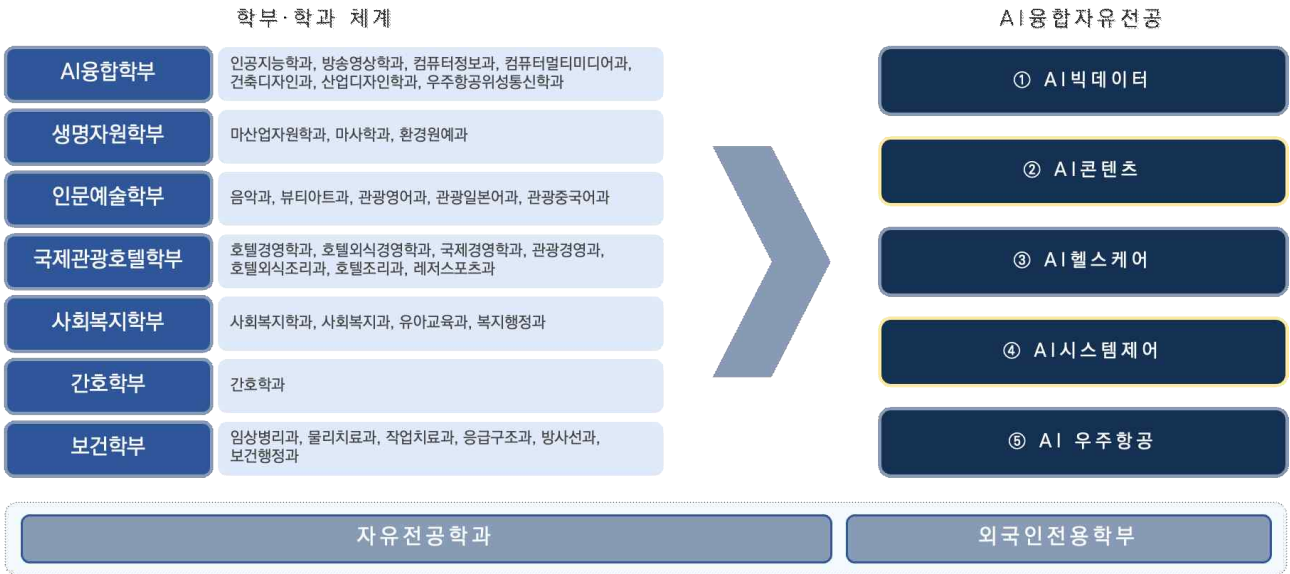 학부·학과 체계
AI융합학부
인공지능학과, 방송영상학과, 컴퓨터정보과, 컴퓨터멀티미디어과,
건축디자인과, 산업디자인학과, 우주항공위성통신학과
생명자원학부
마산업자원학과, 마사학과, 환경원예과
인문예술학부
음악과, 뷰티아트과, 관광영어과, 관광일본어과, 관광중국어과
국제관광호텔학부
호텔경영학과, 호텔외식경영학과, 국제경영학과, 관광경영과,
호텔외식조리과, 호텔조리과, 레저스포츠과
사회복지학부
사회복지학과, 사회복지과, 유아교육과, 복지행정과
간호학부
간호학과
보건학부
임상병리과, 물리치료과, 작업치료과, 응급구조과, 방사선과,
보건행정과
AI융합자유전공
① AI빅데이터
② AI콘텐츠
③ AI헬스케어
④ AI시스템제어
⑤ AI 우주항공
자유전공학과
외국인전용학부